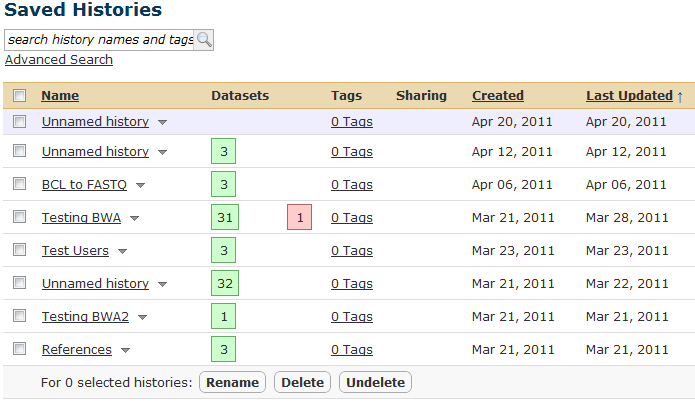 Saved Histories
search history names and tags
Advanced Search
Name Datasets Tags Sharing Created Last Updated ↑
Unnamed history 0 Tags Apr 20, 2011 Apr 20, 2011
Unnamed history 3 0 Tags Apr 12, 2011 Apr 12, 2011
BCL to FASTQ 3 0 Tags Apr 06, 2011 Apr 06, 2011
Testing BWA 31 1 0 Tags Mar 21, 2011 Mar 28, 2011
Test Users 3 0 Tags Mar 23, 2011 Mar 23, 2011
Unnamed history 32 0 Tags Mar 21, 2011 Mar 22, 2011
Testing BWA2 1 0 Tags Mar 21, 2011 Mar 21, 2011
References 3 0 Tags Mar 21, 2011 Mar 21, 2011
For 0 selected histories: Rename Delete Undelete